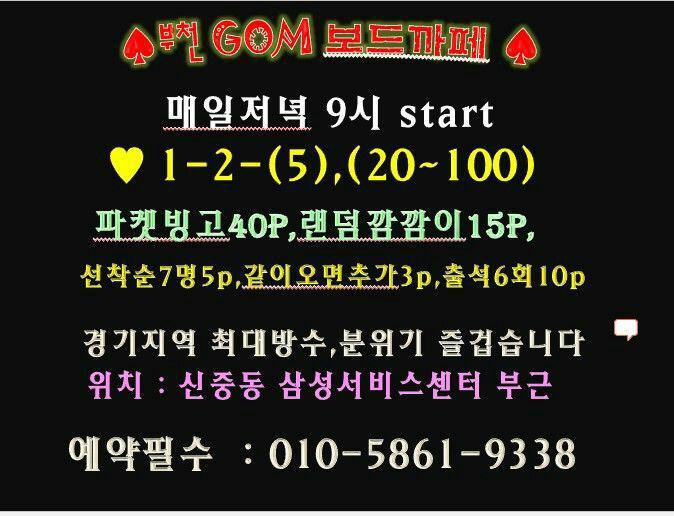 ♠부천 GOM 보드까페 ♠
매일저녁 9시 start
♥ 1-2-(5),(20~100)
파켓빙고40P,랜덤깜깜이15P,
선착순7명5p,같이오면추가3p,출석6회10p
경기지역 최대방수,분위기 즐겁습니다
위치 : 신중동 삼성서비스센터 부근
예약필수 : 010-5861-9338